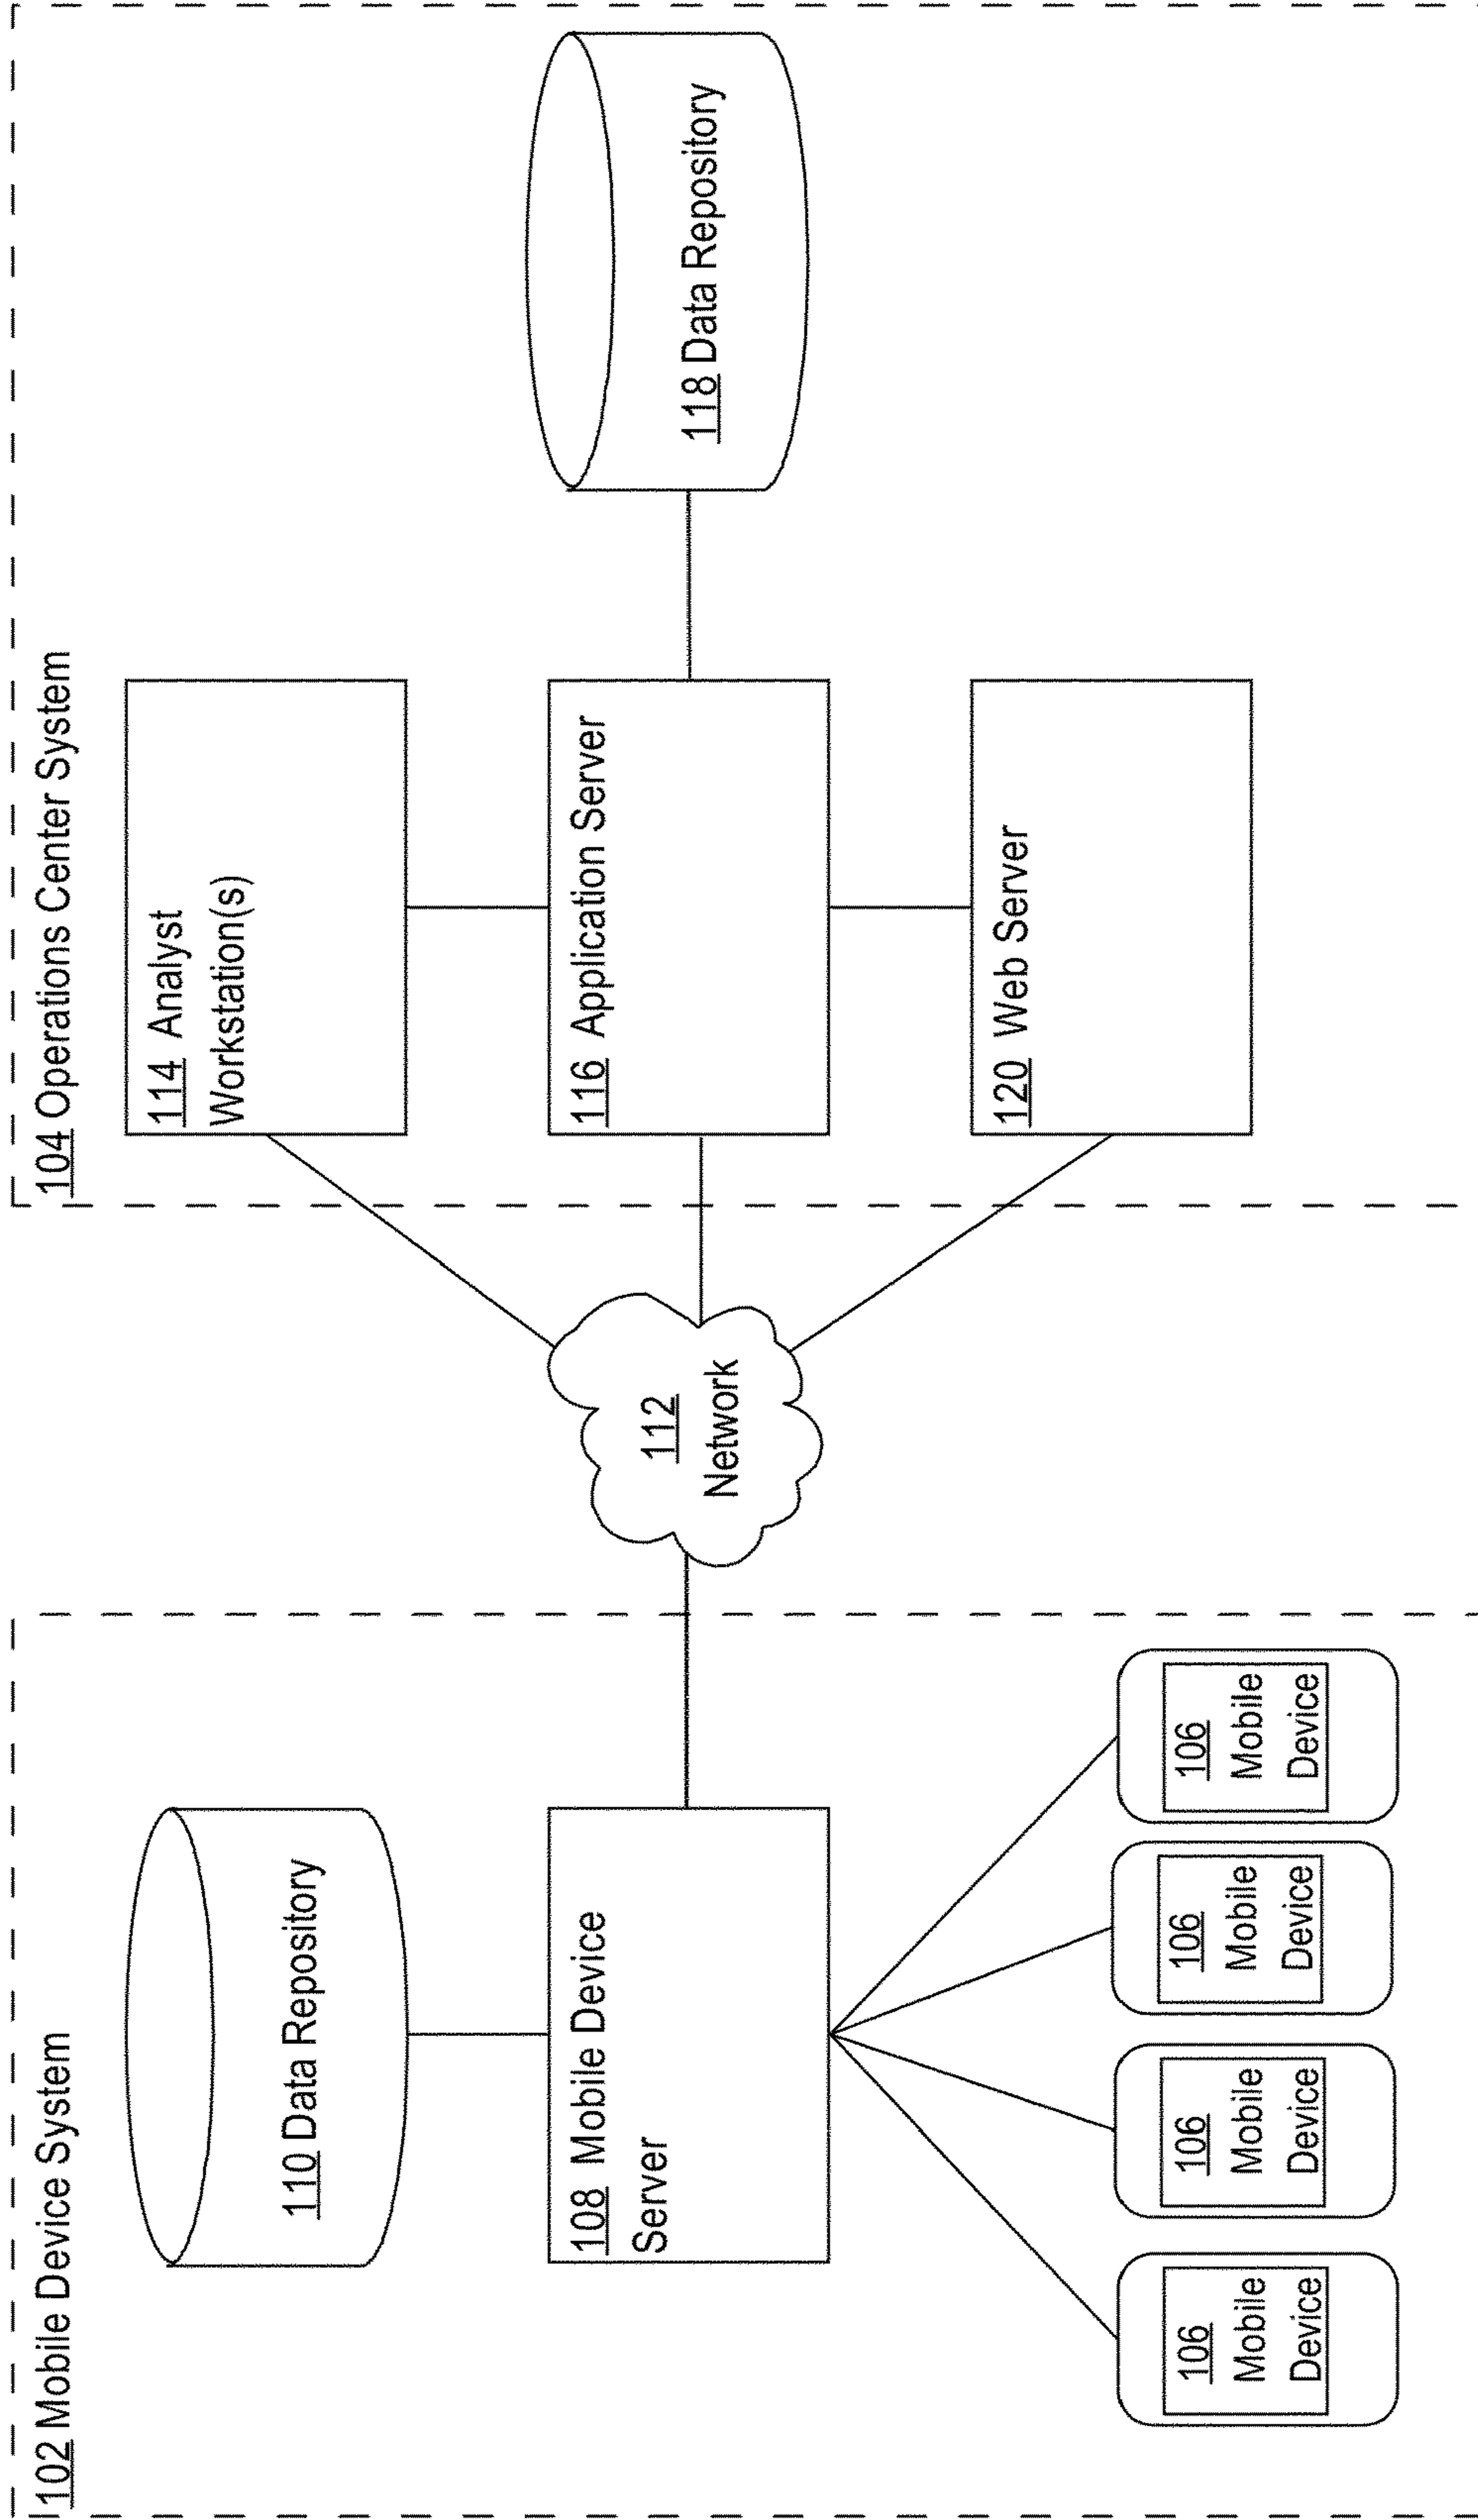 102 Mobile Device System
110 Data Repository
108 Mobile Device
Server
106
Mobile
Device
106
Mobile
Device
106
Mobile
Device
106
Mobile
Device
112
Network
104 Operations Center System
114 Analyst
Workstation(s)
116 Application Server
118 Data Repository
120 Web Server